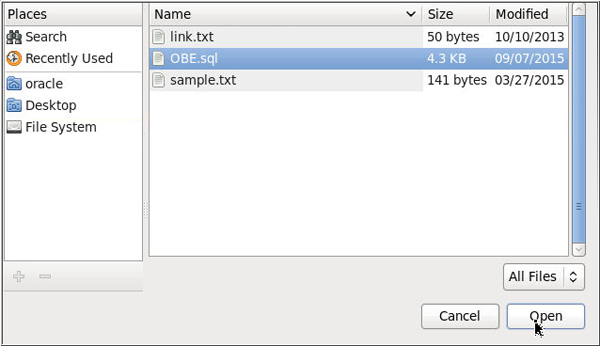 Places Name Size Modified
Search link.txt 50 bytes 10/10/2013
Recently Used OBE.sql 4.3 KB 09/07/2015
oracle sample.txt 141 bytes 03/27/2015
Desktop
File System
All Files
Cancel Open